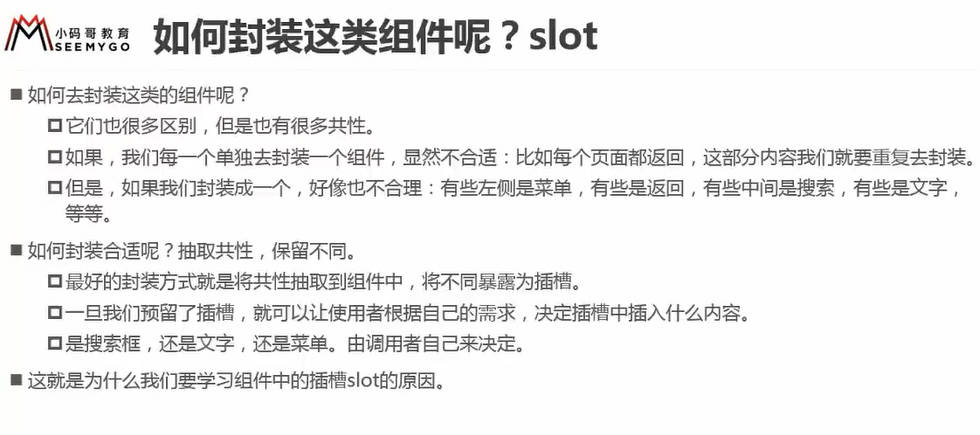 小码哥教育
SEEMYGO
如何封装这类组件呢？slot
如何去封装这类的组件呢？
它们也很多区别，但是也有很多共性。
如果，我们每一个单独去封装一个组件，显然不合适：比如每个页面都返回，这部分内容我们就要重复去封装。
但是，如果我们封装成一个，好像也不合理：有些左侧是菜单，有些是返回，有些中间是搜索，有些是文字，
等等。
如何封装合适呢？抽取共性，保留不同。
最好的封装方式就是将共性抽取到组件中，将不同暴露为插槽。
一旦我们预留了插槽，就可以让使用者根据自己的需求，决定插槽中插入什么内容。
是搜索框，还是文字，还是菜单。由调用者自己来决定。
这就是为什么我们要学习组件中的插槽slot的原因。